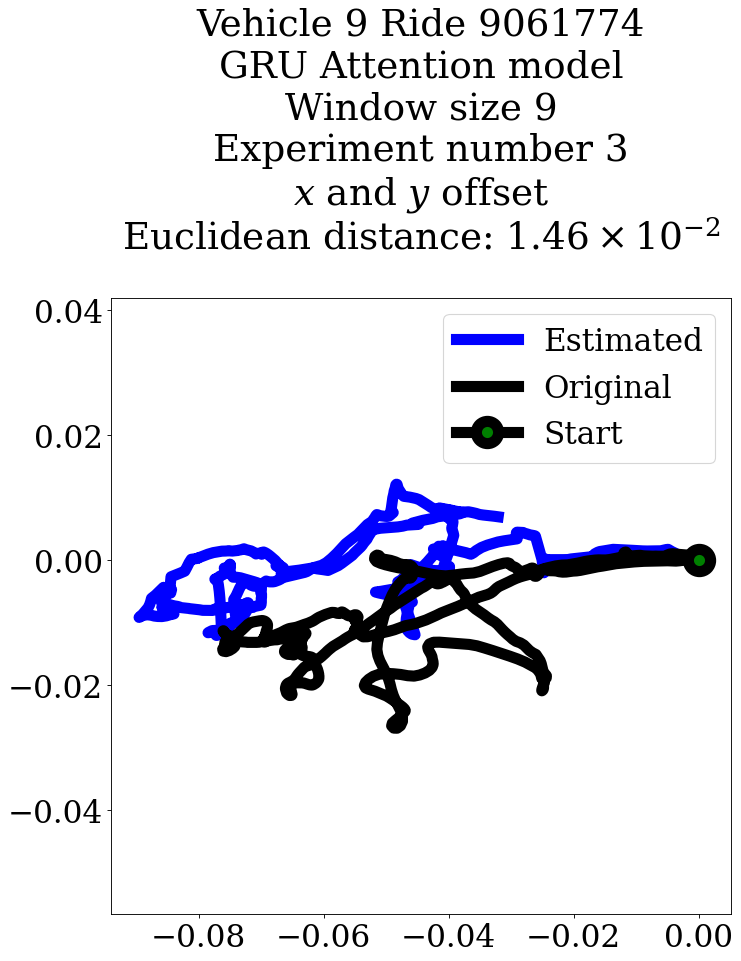 Vehicle 9 Ride 9061774
GRU Attention model
Window size 9
Experiment number 3
x and y offset
Euclidean distance: 1.46 × 10⁻²
0.04
0.02
0.00
−0.02
−0.04
Estimated
Original
Start
−0.08 −0.06 −0.04 −0.02 0.00